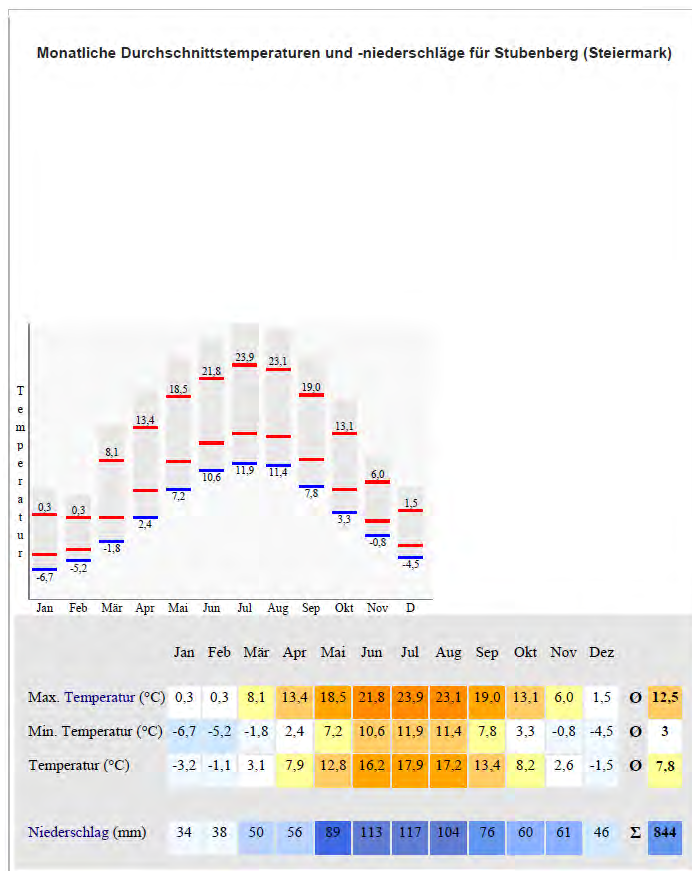 Monatliche Durchschnittstemperaturen und -niederschläge für Stubenberg (Steiermark)
Temperatur
0,3 0,3 8,1 13,4 18,5 21,8 23,9 23,1 19,0 13,1 6,0 1,5
-6,7 -5,2 -1,8 2,4 7,2 10,6 11,9 11,4 7,8 3,3 -0,8 -4,5
Jan Feb Mär Apr Mai Jun Jul Aug Sep Okt Nov D
Jan Feb Mär Apr Mai Jun Jul Aug Sep Okt Nov Dez
Max. Temperatur (°C) 0,3 0,3 8,1 13,4 18,5 21,8 23,9 23,1 19,0 13,1 6,0 1,5 Ø 12,5
Min. Temperatur (°C) -6,7 -5,2 -1,8 2,4 7,2 10,6 11,9 11,4 7,8 3,3 -0,8 -4,5 Ø 3
Temperatur (°C) -3,2 -1,1 3,1 7,9 12,8 16,2 17,9 17,2 13,4 8,2 2,6 -1,5 Ø 7,8
Niederschlag (mm) 34 38 50 56 89 113 117 104 76 60 61 46 Σ 844